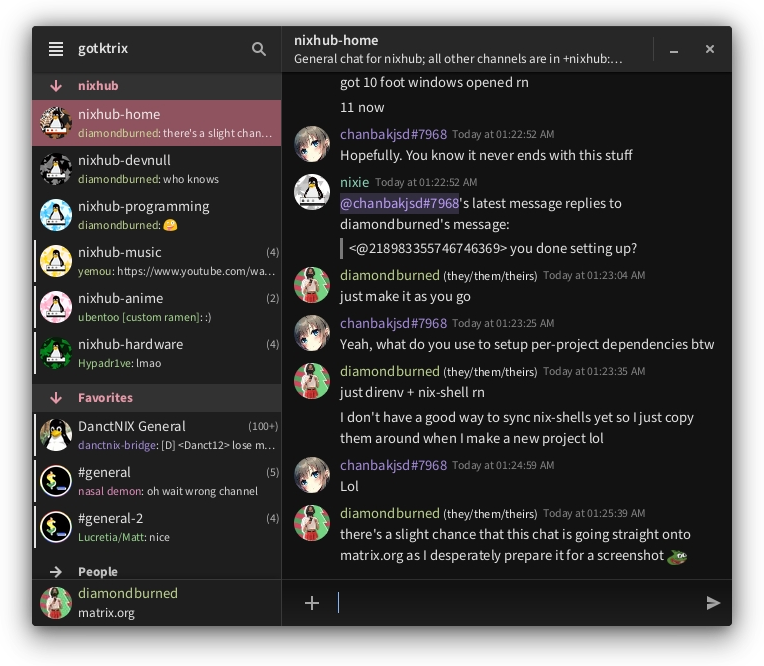 gotktrix
nixhub
nixhub-home
diamondburned: there's a slight chan…
nixhub-devnull
diamondburned: who knows
nixhub-programming
diamondburned: 🤪
nixhub-music (4)
yemou: https://www.youtube.com/wa…
nixhub-anime (2)
ubentoo [custom ramen]: :)
nixhub-hardware (4)
Hypadr1ve: lmao
Favorites
DanctNIX General (100+)
danctnix-bridge: [D] <Danct12> lose m…
#general (5)
nasal demon: oh wait wrong channel
#general-2 (4)
Lucretia/Matt: nice
People
diamondburned
matrix.org
nixhub-home
General chat for nixhub; all other channels are in +nixhub:…
got 10 foot windows opened rn
11 now
chanbakjsd#7968 Today at 01:22:52 AM
Hopefully. You know it never ends with this stuff
nixie Today at 01:22:52 AM
@chanbakjsd#7968's latest message replies to
diamondburned's message:
<@218983355746746369> you done setting up?
diamondburned (they/them/theirs) Today at 01:23:04 AM
just make it as you go
chanbakjsd#7968 Today at 01:23:25 AM
Yeah, what do you use to setup per-project dependencies btw
diamondburned (they/them/theirs) Today at 01:23:35 AM
just direnv + nix-shell rn
I don't have a good way to sync nix-shells yet so I just copy
them around when I make a new project lol
chanbakjsd#7968 Today at 01:24:59 AM
Lol
diamondburned (they/them/theirs) Today at 01:25:39 AM
there's a slight chance that this chat is going straight onto
matrix.org as I desperately prepare it for a screenshot